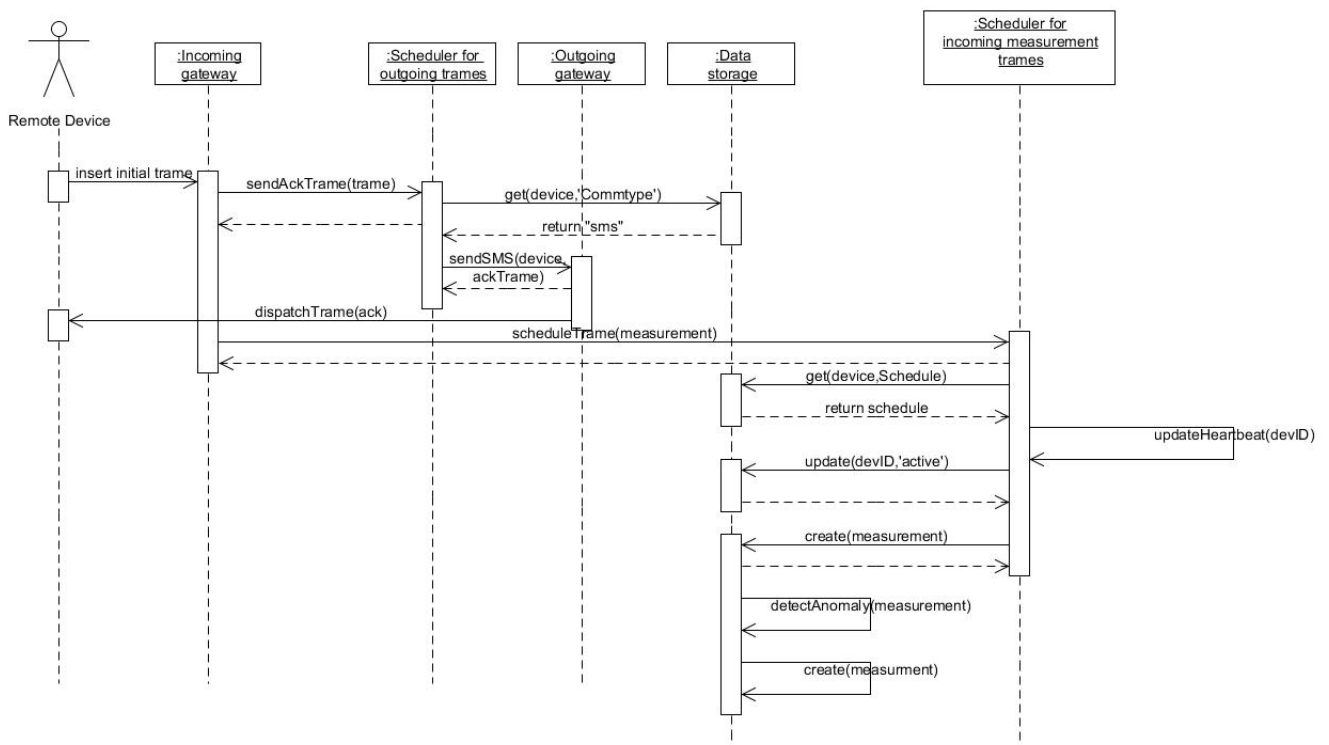 :Scheduler for
incoming measurement
trames
:Incoming
gateway
:Scheduler for
outgoing trames
:Outgoing
gateway
:Data
storage
Remote Device
insert initial trame
sendAckTrame(trame)
get(device,'Commtype')
return "sms"
sendSMS(device,
ackTrame)
dispatchTrame(ack)
scheduleTrame(measurement)
get(device,Schedule)
return schedule
updateHeartbeat(devID)
update(devID,'active')
create(measurement)
detectAnomaly(measurement)
create(measurment)